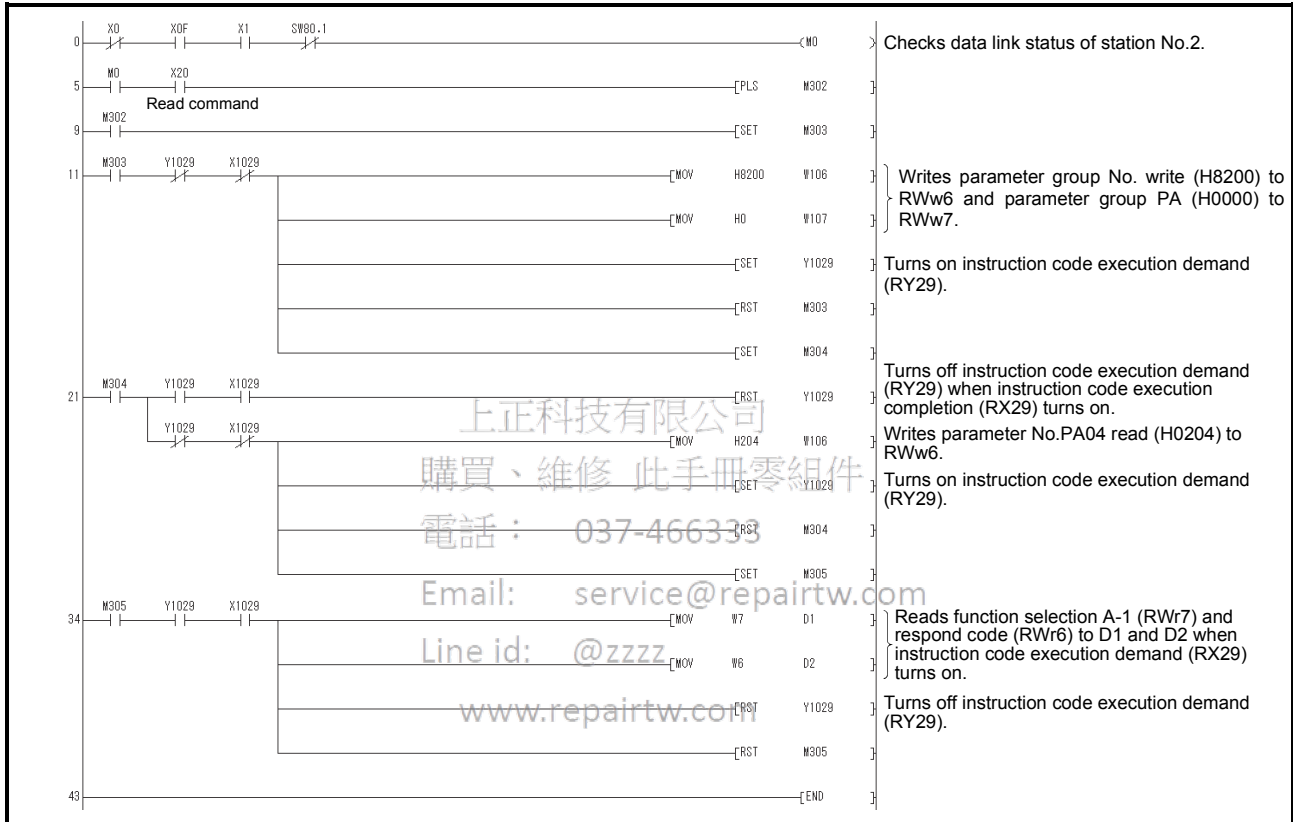 X0 X0F X1 SW80.1
0 (M0 ) Checks data link status of station No.2.
M0 X20
5 [PLS M302 ]
Read command
M302
9 [SET M303 ]
M303 Y1029 X1029
11 [MOV H8200 W106 ] Writes parameter group No. write (H8200) to
RWw6 and parameter group PA (H0000) to
[MOV H0 W107 ] RWw7.
[SET Y1029 ] Turns on instruction code execution demand
(RY29).
[RST M303 ]
[SET M304 ]
Turns off instruction code execution demand
M304 Y1029 X1029
21 [RST Y1029 ] (RY29) when instruction code execution
completion (RX29) turns on.
上正科技有限公司
Y1029 X1029
[MOV H204 W106 ] Writes parameter No.PA04 read (H0204) to
RWw6.
購買、維修 此手冊零組件
[SET Y1029 ] Turns on instruction code execution demand
(RY29).
電話: 037-466333
[RST M304 ]
[SET M305 ]
Email: service@repairtw.com
M305 Y1029 X1029
34 [MOV W7 D1 ] Reads function selection A-1 (RWr7) and
respond code (RWr6) to D1 and D2 when
Line id: @zzzz
[MOV W6 D2 ] instruction code execution demand (RX29)
turns on.
www.repairtw.com
[RST Y1029 ] Turns off instruction code execution demand
(RY29).
[RST M305 ]
43 [END ]